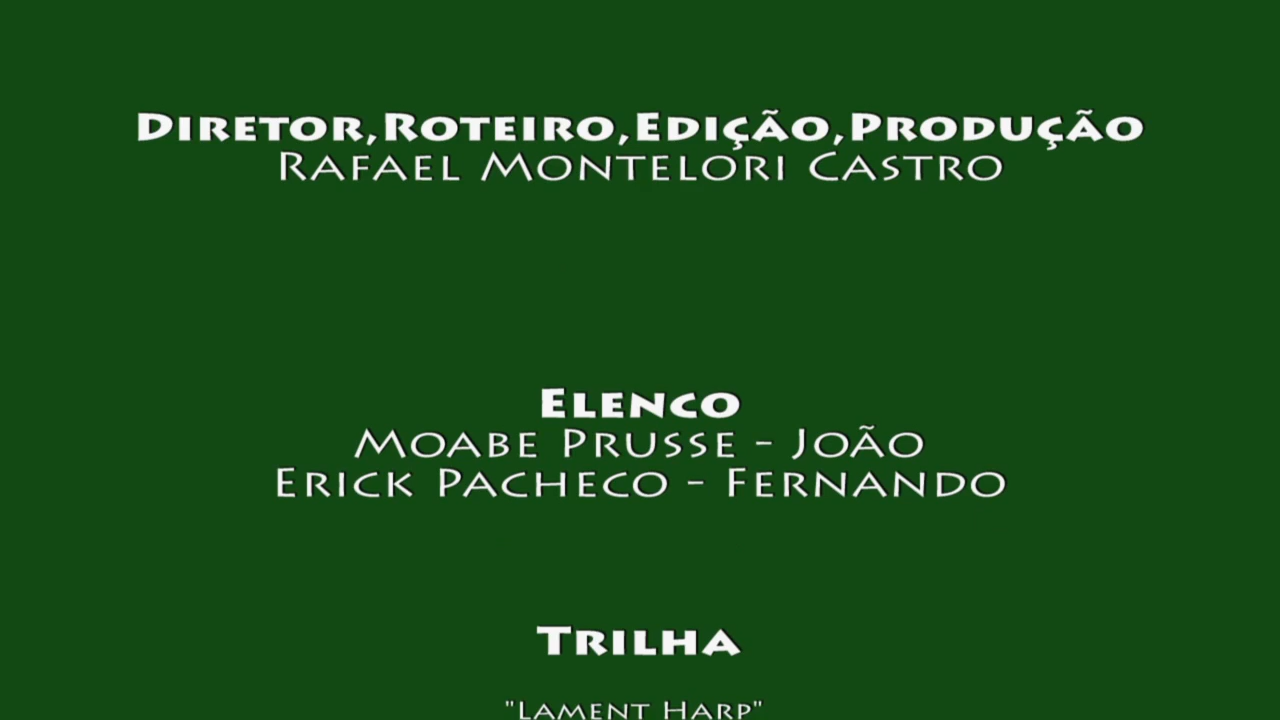 Diretor,Roteiro,Edição,Produção
Rafael Montelori Castro
Elenco
Moabe Prusse - João
Erick Pacheco - Fernando
Trilha
"Lament Harp"